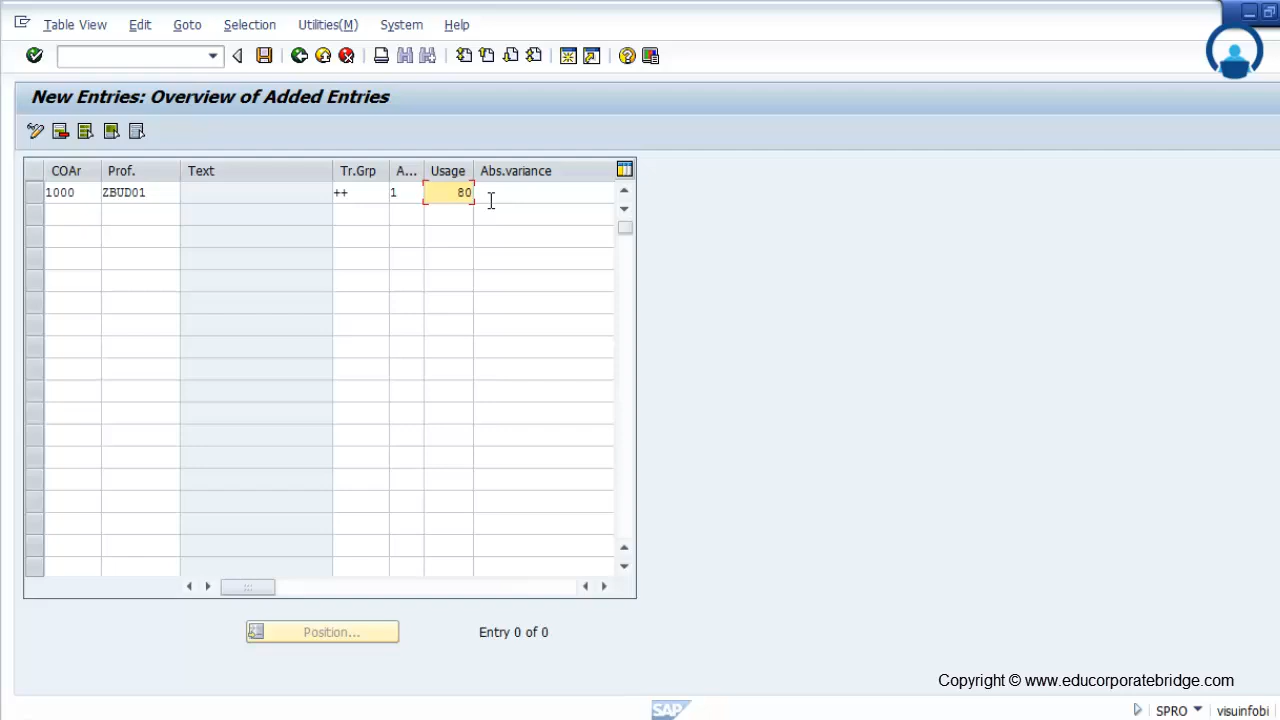 Table View Edit Goto Selection Utilities(M) System Help
New Entries: Overview of Added Entries
COAr Prof. Text Tr.Grp A... Usage Abs.variance
1000 ZBUD01 ++ 1 80
Position... Entry 0 of 0
Copyright © www.educorporatebridge.com
SAP SPRO visuinfobi